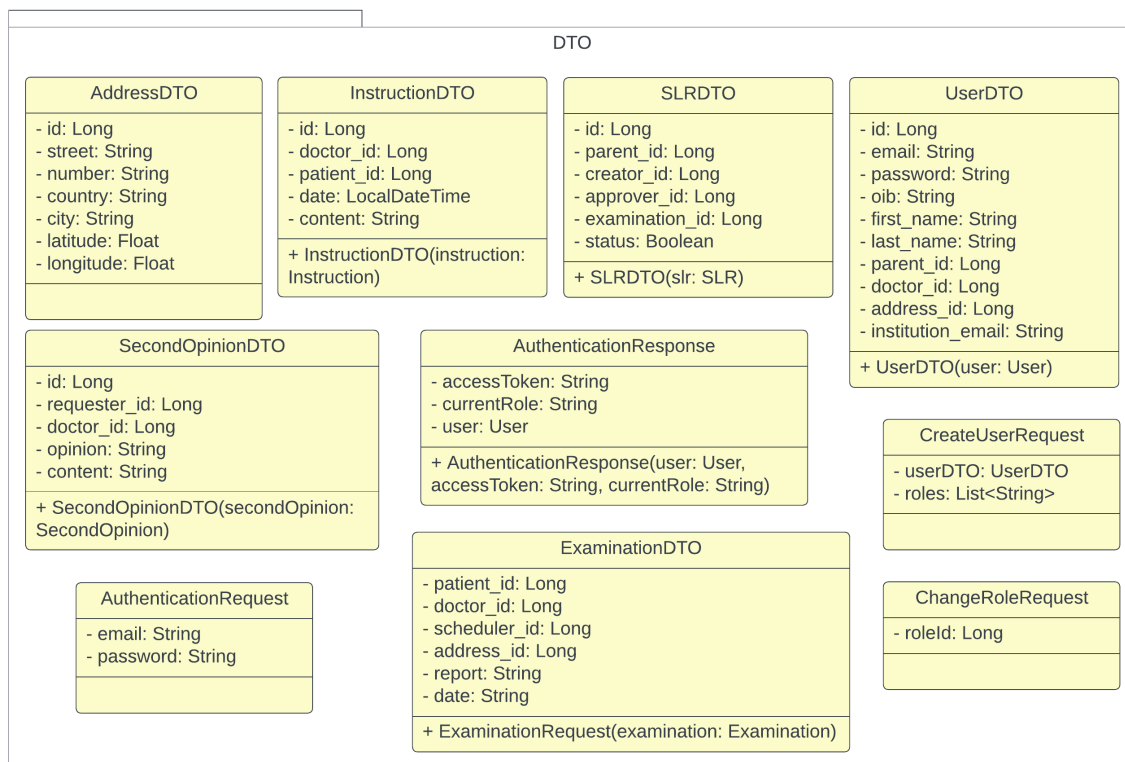 DTO
AddressDTO
- id: Long
- street: String
- number: String
- country: String
- city: String
- latitude: Float
- longitude: Float
InstructionDTO
- id: Long
- doctor_id: Long
- patient_id: Long
- date: LocalDateTime
- content: String
+ InstructionDTO(instruction:
Instruction)
SLRDTO
- id: Long
- parent_id: Long
- creator_id: Long
- approver_id: Long
- examination_id: Long
- status: Boolean
+ SLRDTO(slr: SLR)
UserDTO
- id: Long
- email: String
- password: String
- oib: String
- first_name: String
- last_name: String
- parent_id: Long
- doctor_id: Long
- address_id: Long
- institution_email: String
+ UserDTO(user: User)
SecondOpinionDTO
- id: Long
- requester_id: Long
- doctor_id: Long
- opinion: String
- content: String
+ SecondOpinionDTO(secondOpinion:
SecondOpinion)
AuthenticationResponse
- accessToken: String
- currentRole: String
- user: User
+ AuthenticationResponse(user: User,
accessToken: String, currentRole: String)
CreateUserRequest
- userDTO: UserDTO
- roles: List<String>
AuthenticationRequest
- email: String
- password: String
ExaminationDTO
- patient_id: Long
- doctor_id: Long
- scheduler_id: Long
- address_id: Long
- report: String
- date: String
+ ExaminationRequest(examination: Examination)
ChangeRoleRequest
- roleId: Long